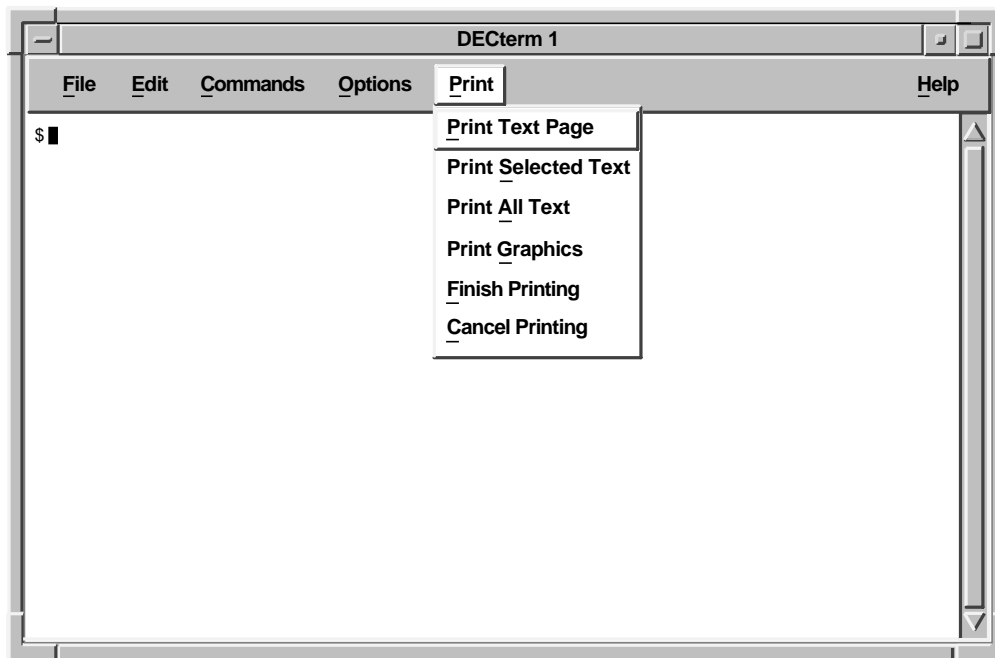 DECterm 1
File Edit Commands Options Print Help
$
Print Text Page
Print Selected Text
Print All Text
Print Graphics
Finish Printing
Cancel Printing